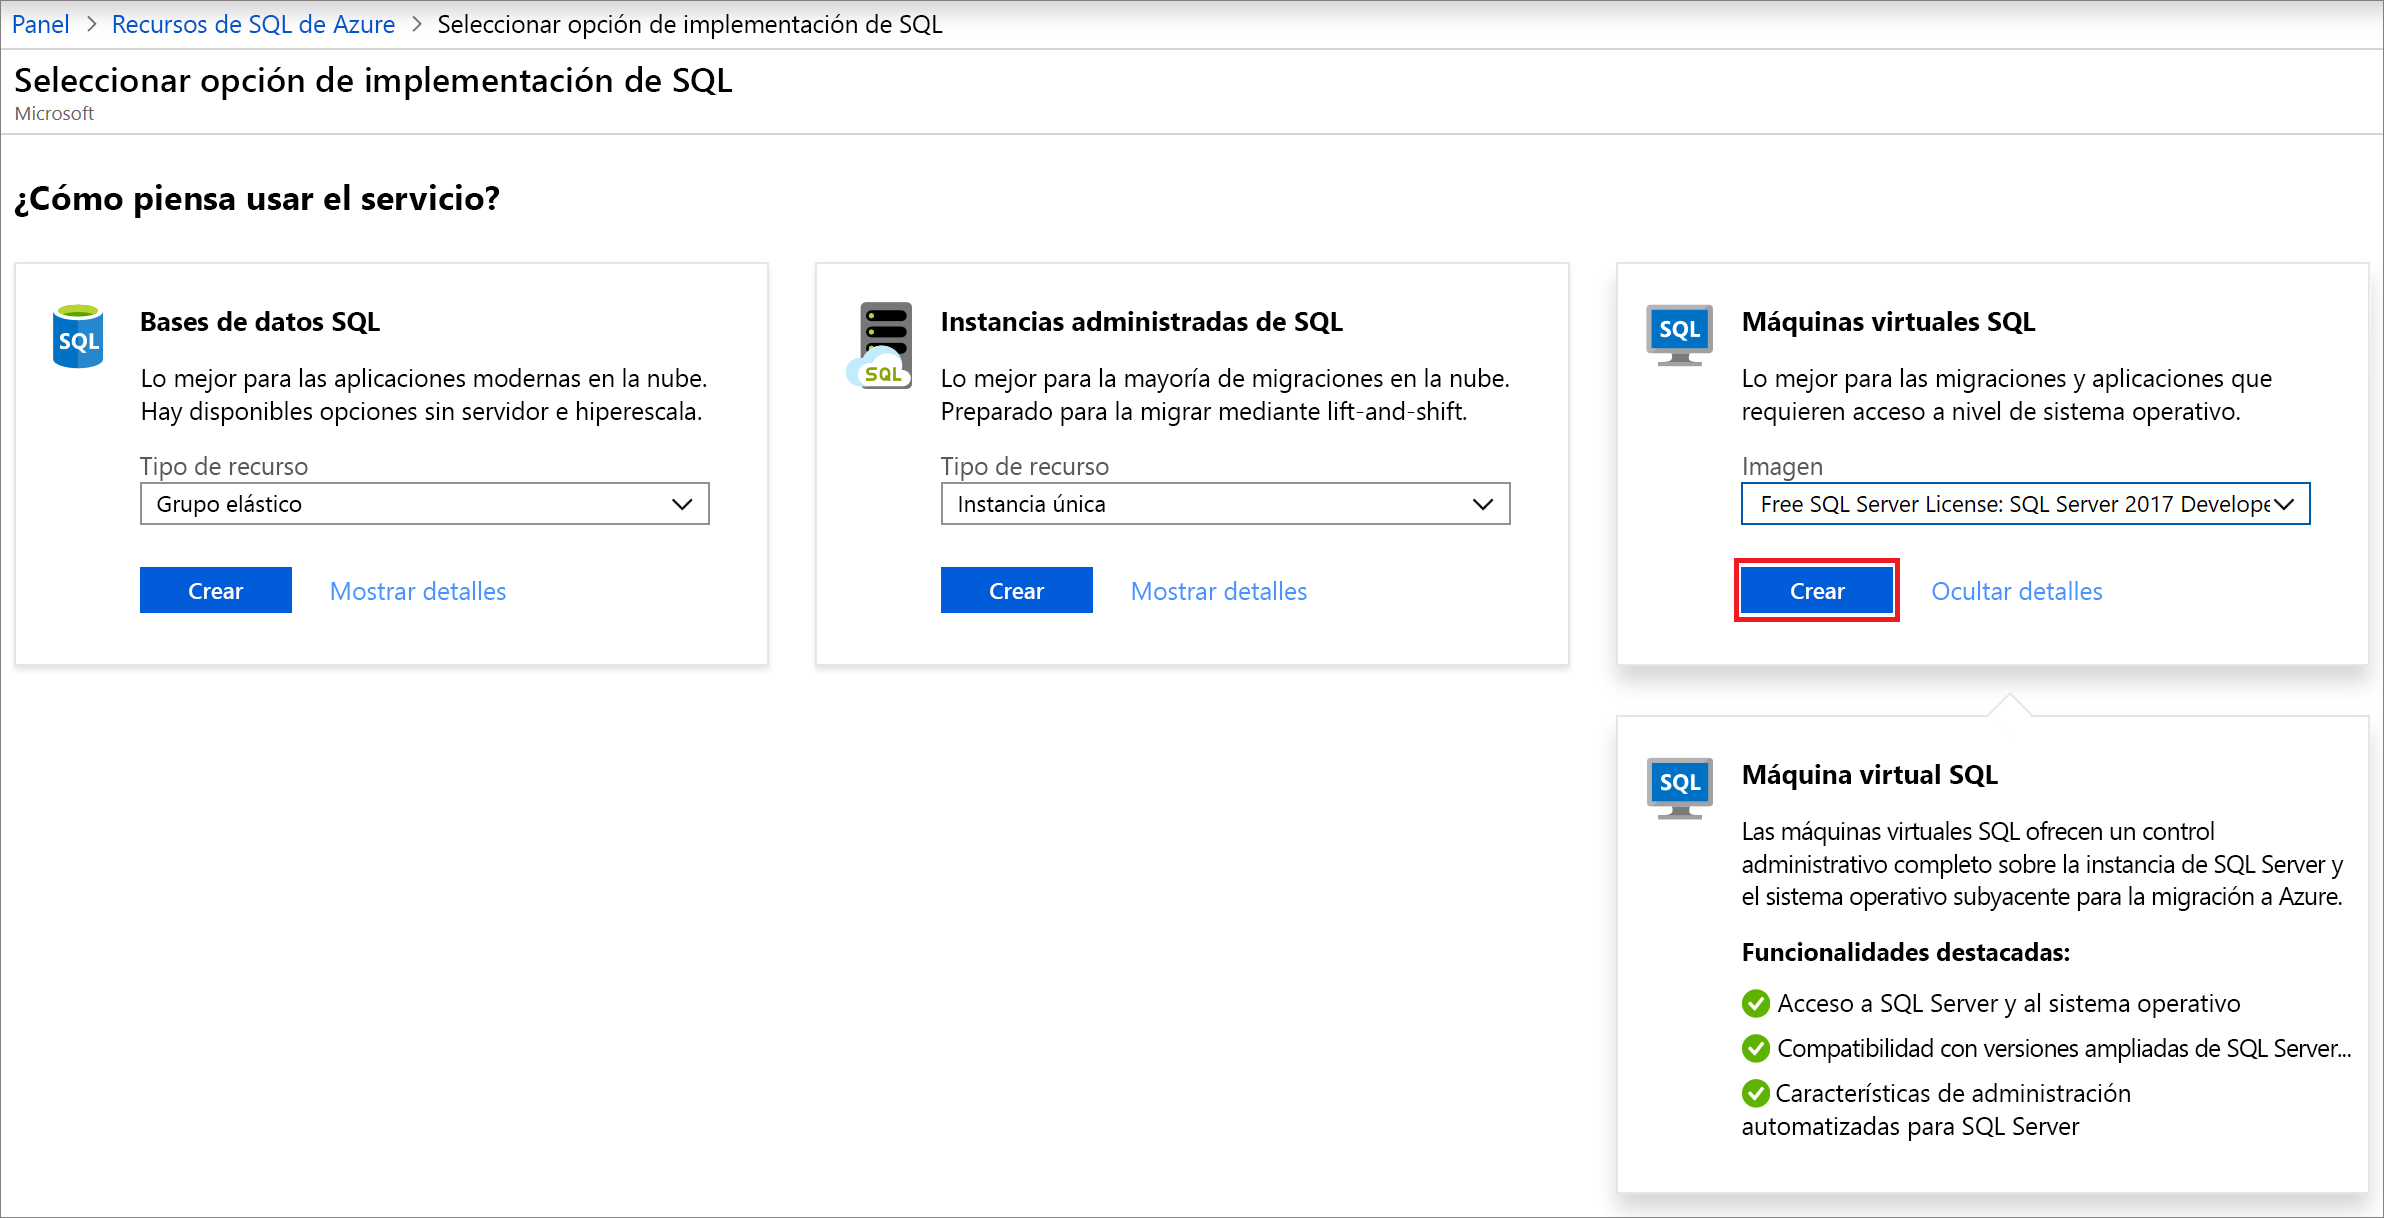 Panel > Recursos de SQL de Azure > Seleccionar opción de implementación de SQL
Seleccionar opción de implementación de SQL
Microsoft
¿Cómo piensa usar el servicio?
SQL
Bases de datos SQL
Lo mejor para las aplicaciones modernas en la nube.
Hay disponibles opciones sin servidor e hiperescala.
Tipo de recurso
Grupo elástico
Crear
Mostrar detalles
SQL
Instancias administradas de SQL
Lo mejor para la mayoría de migraciones en la nube.
Preparado para la migrar mediante lift-and-shift.
Tipo de recurso
Instancia única
Crear
Mostrar detalles
SQL
Máquinas virtuales SQL
Lo mejor para las migraciones y aplicaciones que
requieren acceso a nivel de sistema operativo.
Imagen
Free SQL Server License: SQL Server 2017 Develope
Crear
Ocultar detalles
SQL
Máquina virtual SQL
Las máquinas virtuales SQL ofrecen un control
administrativo completo sobre la instancia de SQL Server y
el sistema operativo subyacente para la migración a Azure.
Funcionalidades destacadas:
Acceso a SQL Server y al sistema operativo
Compatibilidad con versiones ampliadas de SQL Server...
Características de administración
automatizadas para SQL Server